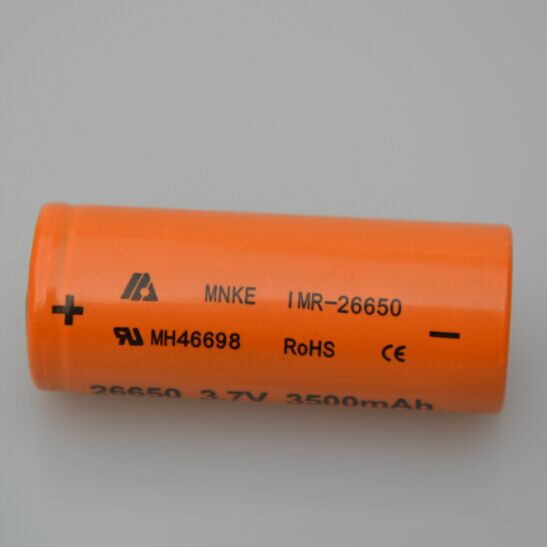 MNKE IMR-26650
+ −
MH46698 RoHS CE
26650 3.7V 3500mAh